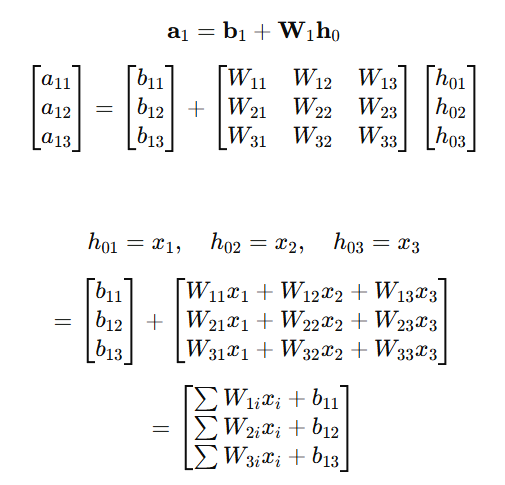 a₁ = b₁ + W₁h₀
[a₁₁] = [b₁₁] + [W₁₁ W₁₂ W₁₃] [h₀₁]
[a₁₂] = [b₁₂] + [W₂₁ W₂₂ W₂₃] [h₀₂]
[a₁₃] = [b₁₃] + [W₃₁ W₃₂ W₃₃] [h₀₃]
h₀₁ = x₁, h₀₂ = x₂, h₀₃ = x₃
= [b₁₁] + [W₁₁x₁ + W₁₂x₂ + W₁₃x₃]
= [b₁₂] + [W₂₁x₁ + W₂₂x₂ + W₂₃x₃]
= [b₁₃] + [W₃₁x₁ + W₃₂x₂ + W₃₃x₃]
= [∑ W₁ᵢxᵢ + b₁₁]
= [∑ W₂ᵢxᵢ + b₁₂]
= [∑ W₃ᵢxᵢ + b₁₃]